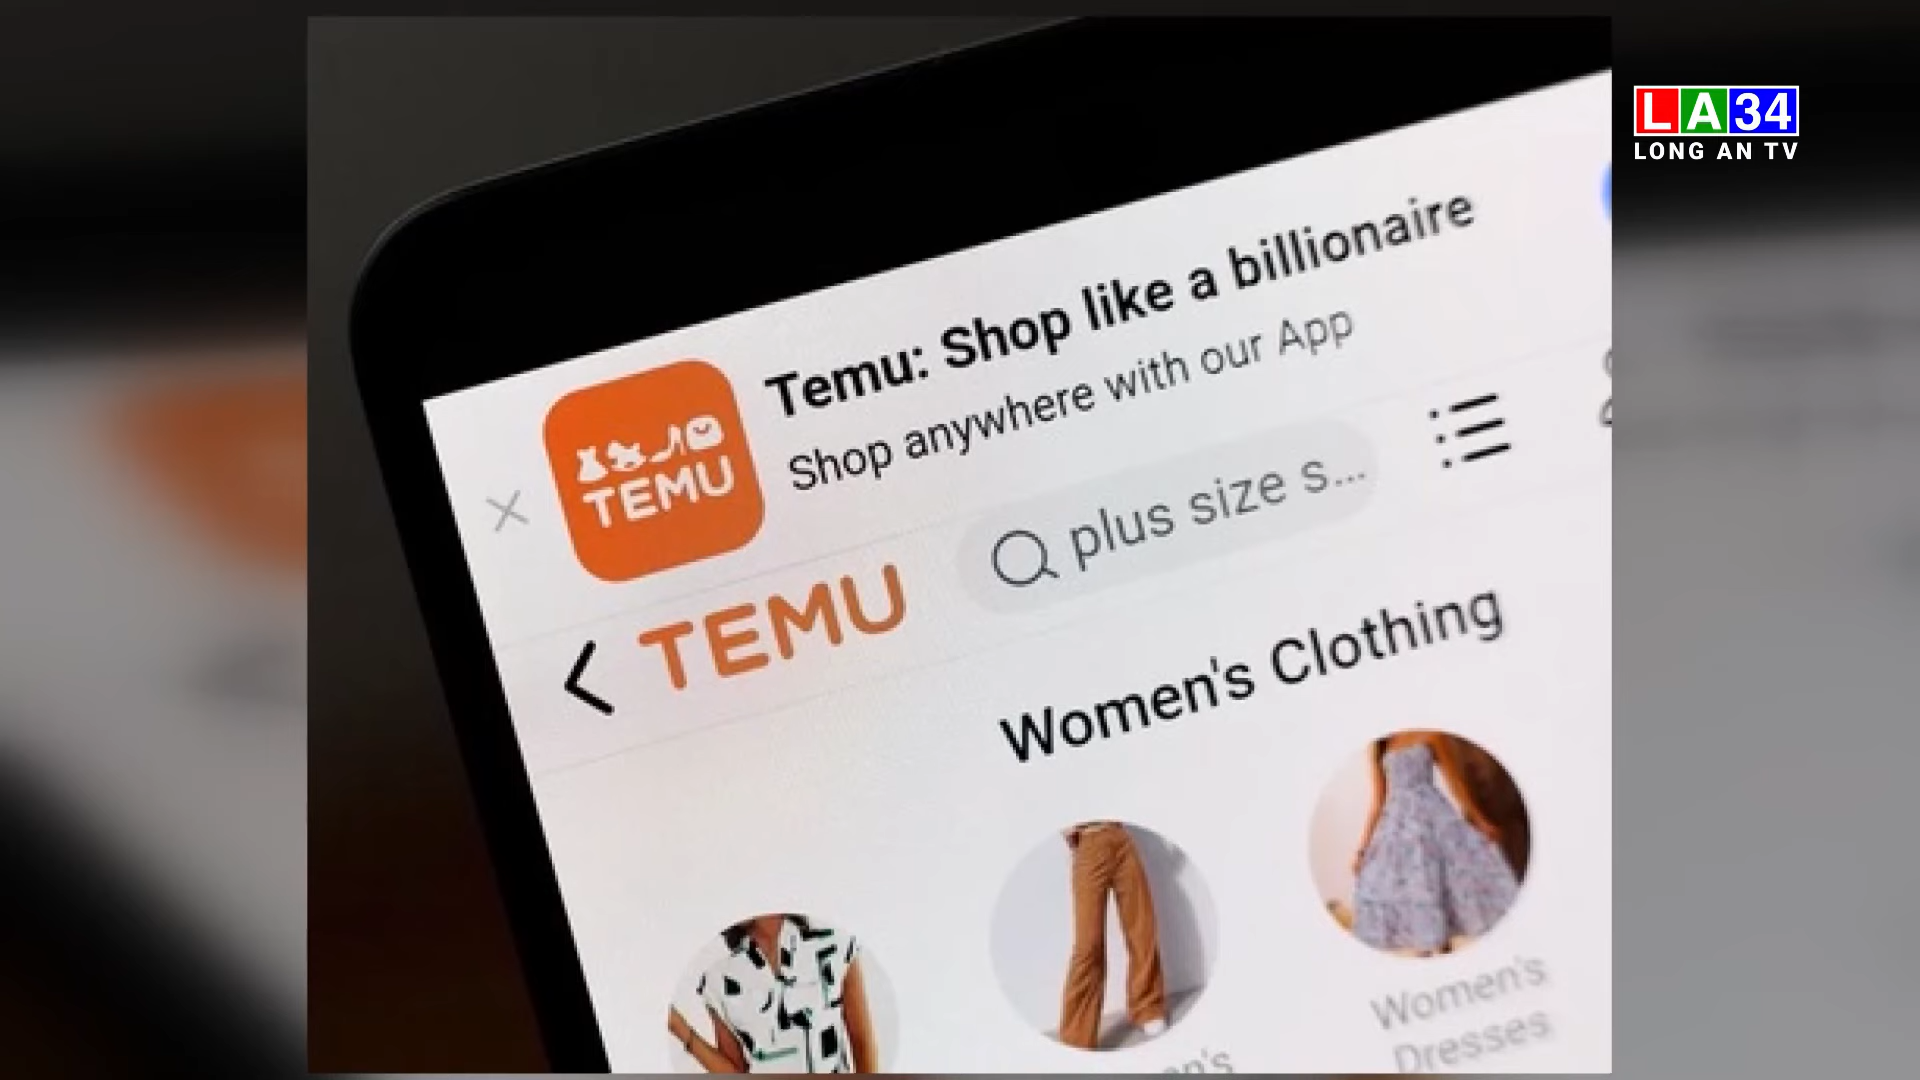 LA34
LONG AN TV
Temu: Shop like a billionaire
Shop anywhere with our App
TEMU
TEMU
plus size s...
Women's Clothing
Women's
Dresses